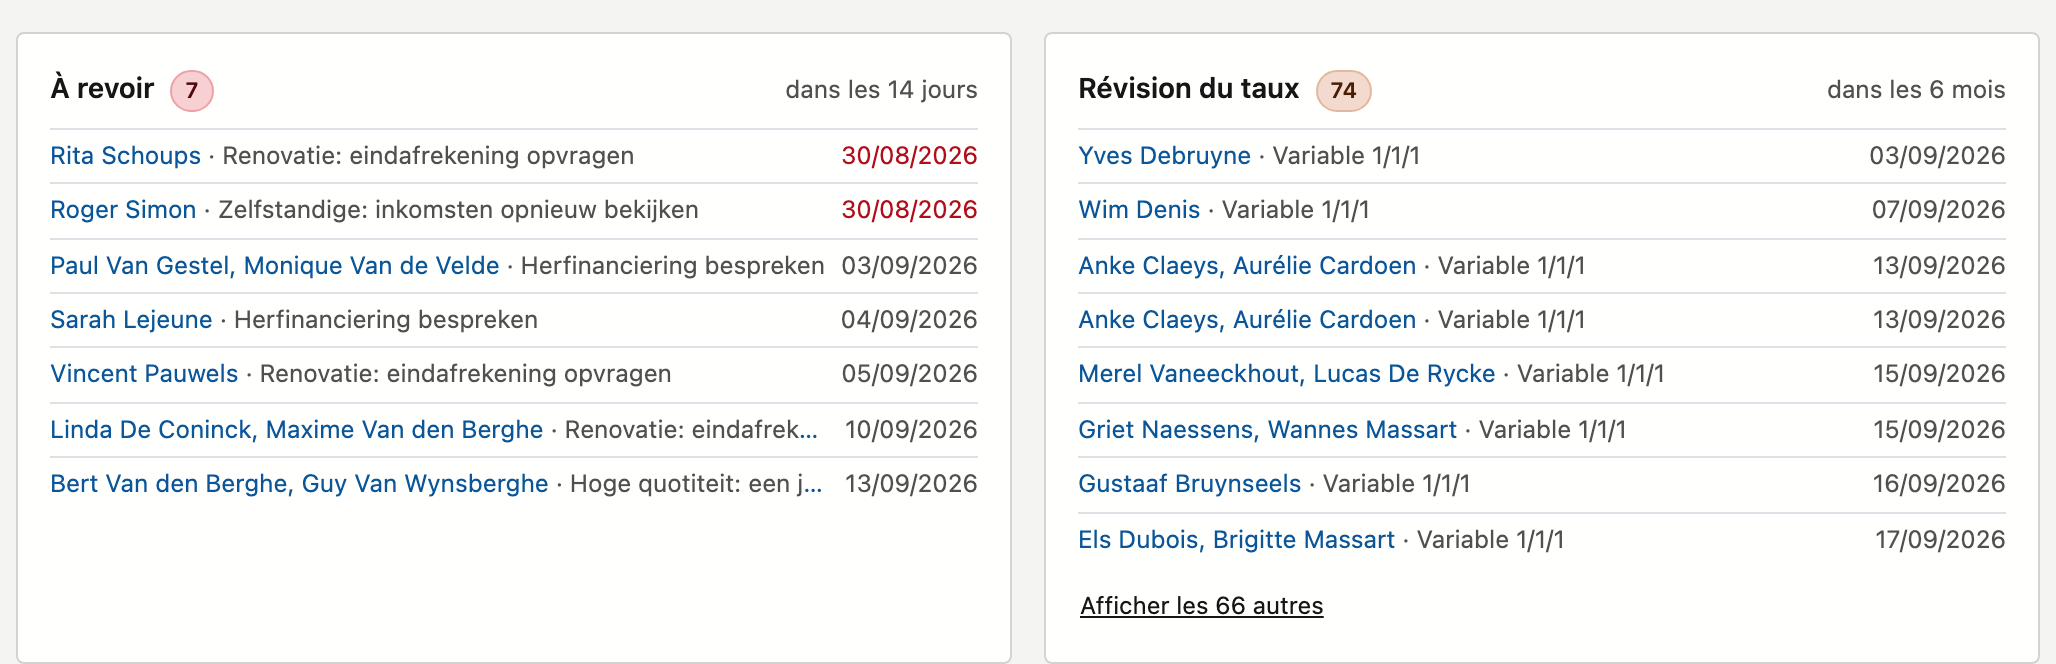 À revoir 7 dans les 14 jours
Rita Schoups · Renovatie: eindafrekening opvragen 30/08/2026
Roger Simon · Zelfstandige: inkomsten opnieuw bekijken 30/08/2026
Paul Van Gestel, Monique Van de Velde · Herfinanciering bespreken 03/09/2026
Sarah Lejeune · Herfinanciering bespreken 04/09/2026
Vincent Pauwels · Renovatie: eindafrekening opvragen 05/09/2026
Linda De Coninck, Maxime Van den Berghe · Renovatie: eindafrek... 10/09/2026
Bert Van den Berghe, Guy Van Wynsberghe · Hoge quotiteit: een j... 13/09/2026
Révision du taux 74 dans les 6 mois
Yves Debruyne · Variable 1/1/1 03/09/2026
Wim Denis · Variable 1/1/1 07/09/2026
Anke Claeys, Aurélie Cardoen · Variable 1/1/1 13/09/2026
Anke Claeys, Aurélie Cardoen · Variable 1/1/1 13/09/2026
Merel Vaneeckhout, Lucas De Rycke · Variable 1/1/1 15/09/2026
Griet Naessens, Wannes Massart · Variable 1/1/1 15/09/2026
Gustaaf Bruynseels · Variable 1/1/1 16/09/2026
Els Dubois, Brigitte Massart · Variable 1/1/1 17/09/2026
Afficher les 66 autres